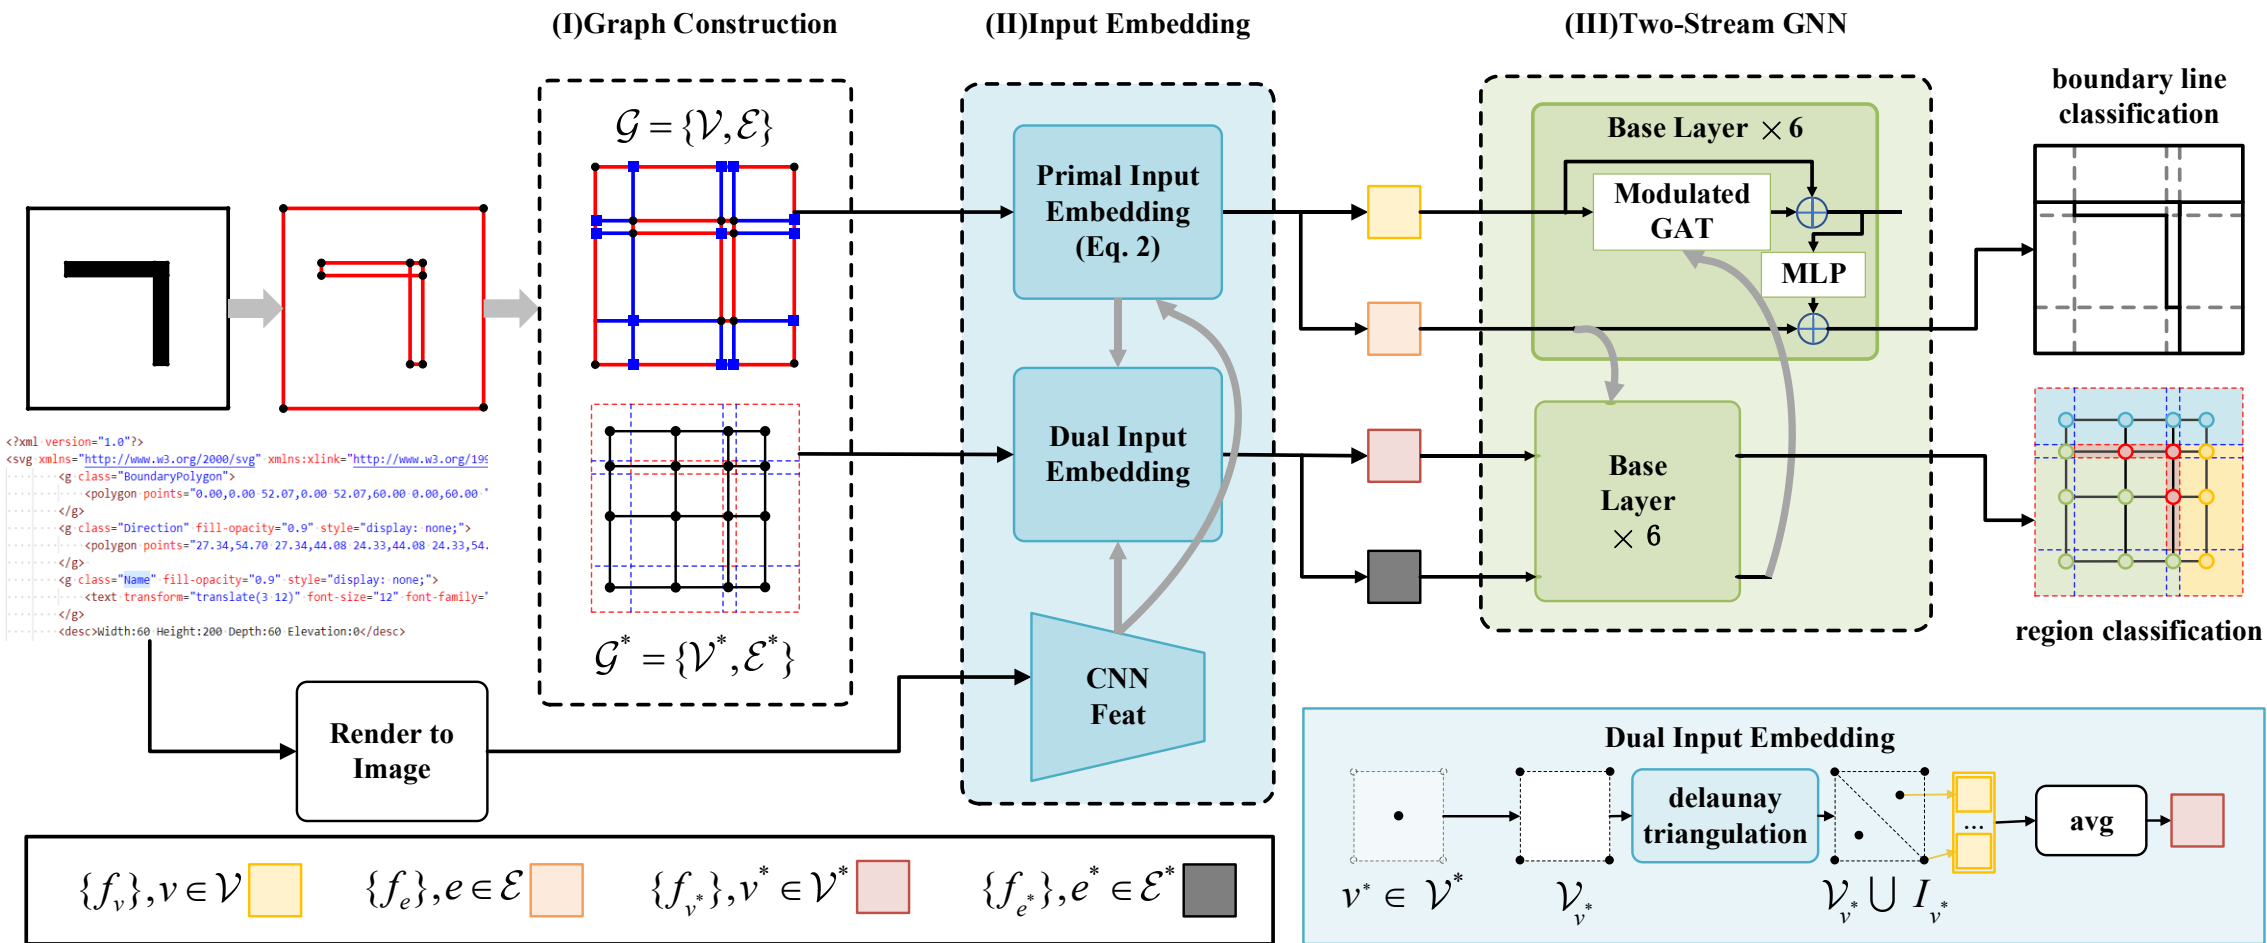 (I)Graph Construction
(II)Input Embedding
(III)Two-Stream GNN
𝒢 = {𝒱, ℰ}
Primal Input
Embedding
(Eq. 2)
Base Layer × 6
Modulated
GAT
MLP
boundary line
classification
<?xml version="1.0"?>
<svg xmlns="http://www.w3.org/2000/svg" xmlns:xlink="http://www.w3.org/199
<g class="BoundaryPolygon">
<polygon points="0.00,0.00 52.07,0.00 52.07,60.00 0.00,60.00 "
</g>
<g class="Direction" fill-opacity="0.9" style="display: none;">
<polygon points="27.34,54.70 27.34,44.08 24.33,44.08 24.33,54.
</g>
<g class="Name" fill-opacity="0.9" style="display: none;">
<text transform="translate(3 12)" font-size="12" font-family="
</g>
<desc>Width:60 Height:200 Depth:60 Elevation:0</desc>
Dual Input
Embedding
Base
Layer
× 6
region classification
𝒢* = {𝒱*, ℰ*}
CNN
Feat
Render to
Image
Dual Input Embedding
delaunay
triangulation
...
avg
v* ∈ 𝒱*
𝒱_{v*}
𝒱_{v*} ∪ I_{v*}
{f_v}, v ∈ 𝒱
{f_e}, e ∈ ℰ
{f_{v*}}, v* ∈ 𝒱*
{f_{e*}}, e* ∈ ℰ*